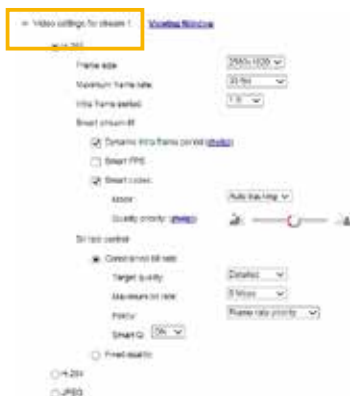 Video settings for stream 1 Viewing Window
H.265
Frame size: 2560x1920
Maximum frame rate: 30 fps
Intra frame period: 1 S
Smart stream III
Dynamic Intra frame period (details)
Smart FPS
Smart codec
Mode: Auto tracking
Quality priority: (details)
Bit rate control
Constrained bit rate:
Target quality: Detailed
Maximum bit rate:
Policy: Frame rate priority
Smart Q: ON
Fixed quality:
H.264
JPEG